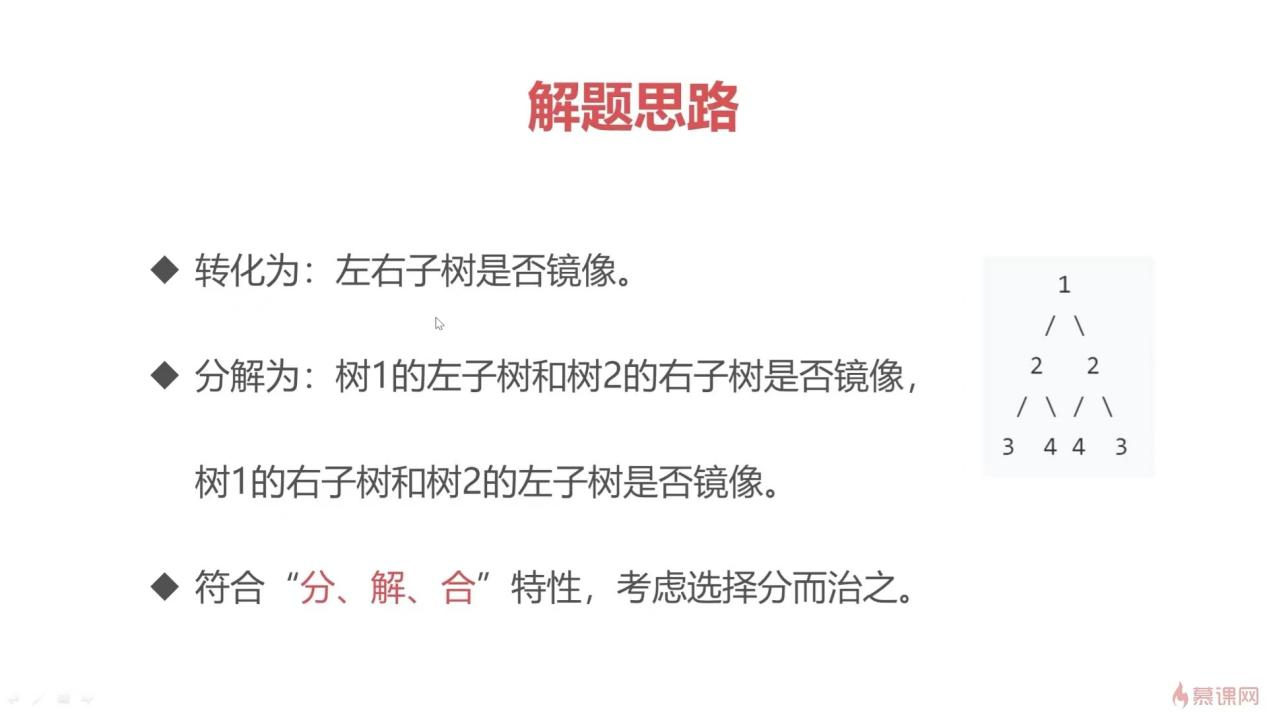 解题思路
◆ 转化为：左右子树是否镜像。
◆ 分解为：树1的左子树和树2的右子树是否镜像，
树1的右子树和树2的左子树是否镜像。
◆ 符合“分、解、合”特性，考虑选择分而治之。
1
/ \
2 2
/ \ / \
3 4 4 3
慕课网